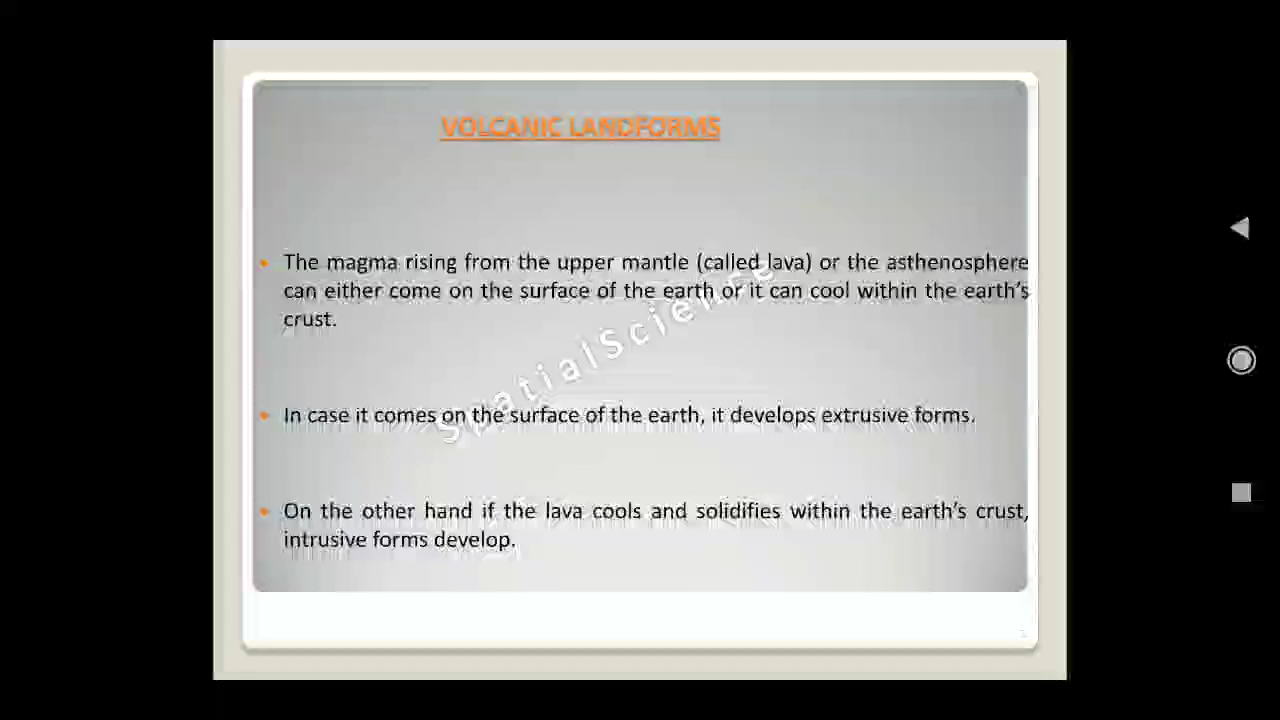 VOLCANIC LANDFORMS
• The magma rising from the upper mantle (called lava) or the asthenosphere
can either come on the surface of the earth or it can cool within the earth's
crust.
SpatialScience
• In case it comes on the surface of the earth, it develops extrusive forms.
• On the other hand if the lava cools and solidifies within the earth's crust,
intrusive forms develop.